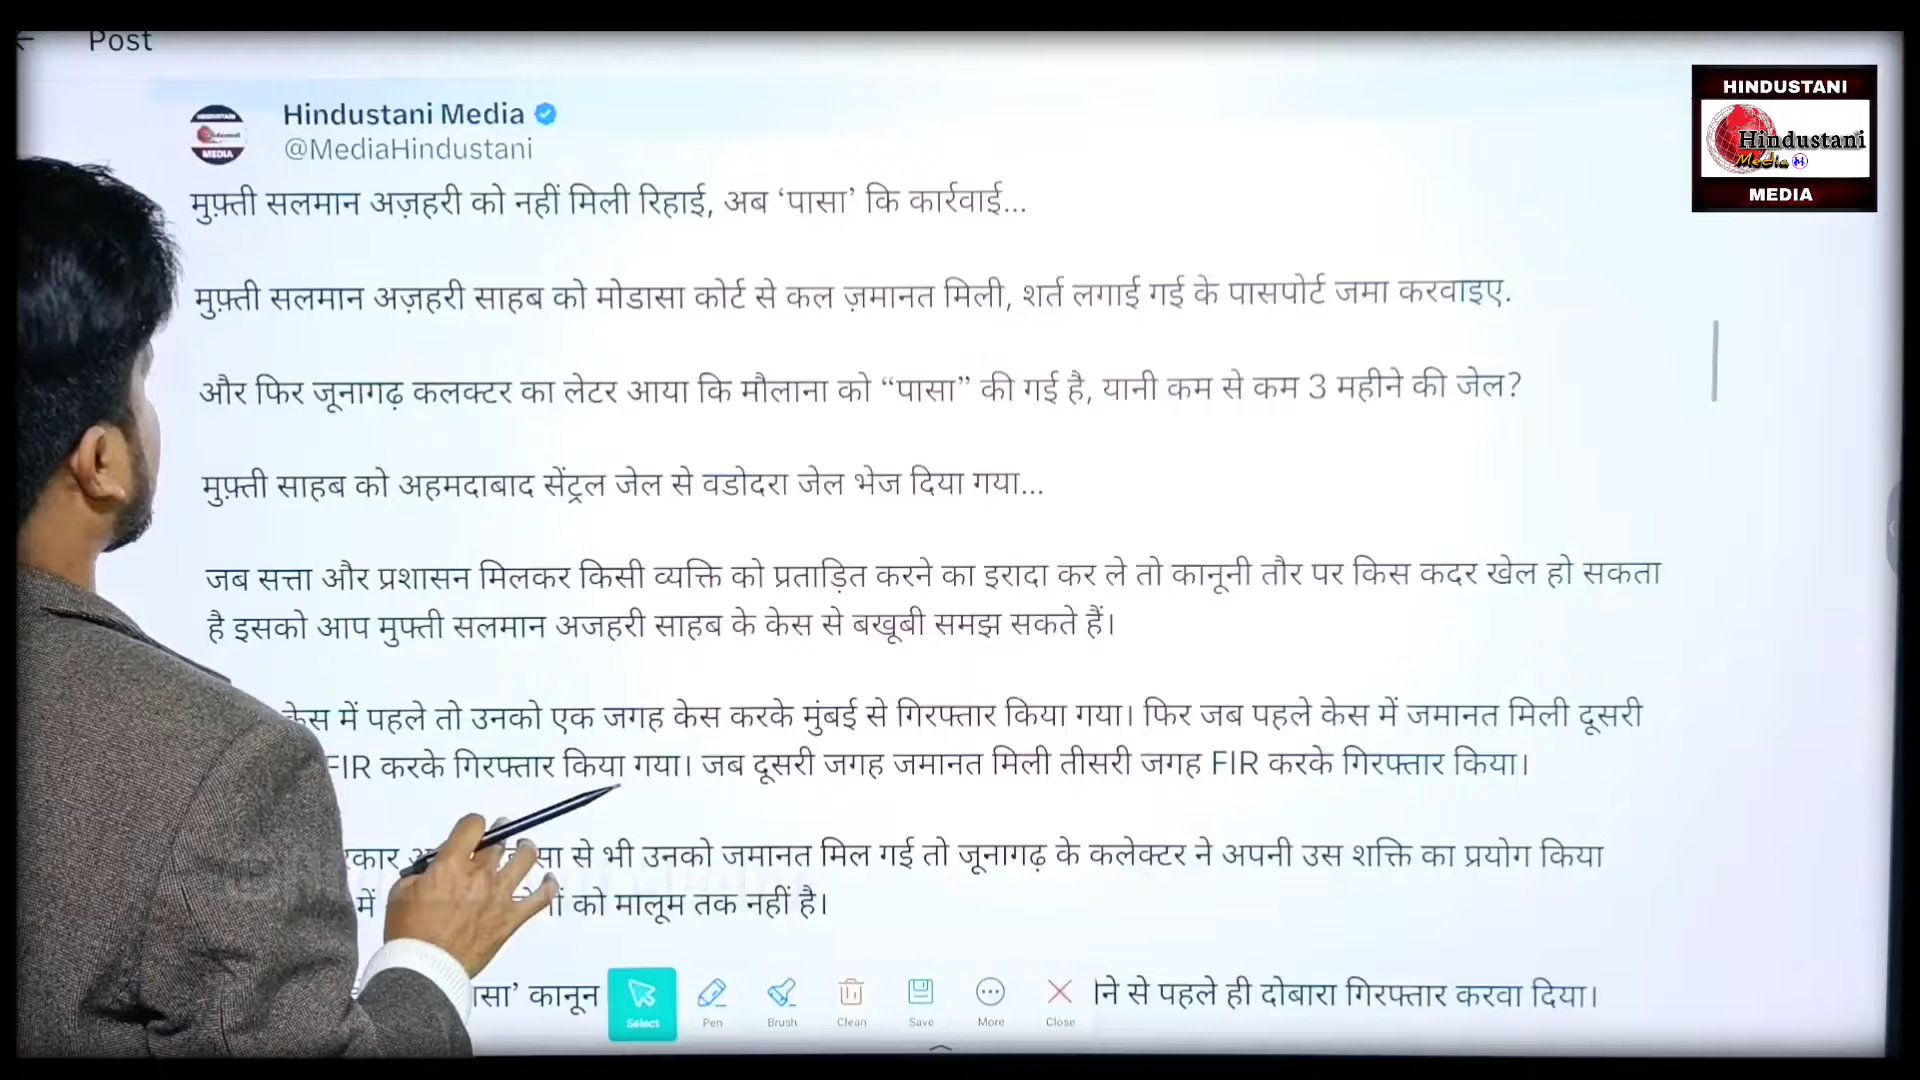 Post
Hindustani Media
@MediaHindustani
HINDUSTANI
Hindustani
Media
MEDIA
मुफ़्ती सलमान अज़हरी को नहीं मिली रिहाई, अब ‘पासा’ कि कार्रवाई...
मुफ़्ती सलमान अज़हरी साहब को मोडासा कोर्ट से कल ज़मानत मिली, शर्त लगाई गई के पासपोर्ट जमा करवाइए.
और फिर जूनागढ़ कलक्टर का लेटर आया कि मौलाना को “पासा” की गई है, यानी कम से कम 3 महीने की जेल?
मुफ़्ती साहब को अहमदाबाद सेंट्रल जेल से वडोदरा जेल भेज दिया गया...
जब सत्ता और प्रशासन मिलकर किसी व्यक्ति को प्रताड़ित करने का इरादा कर ले तो कानूनी तौर पर किस कदर खेल हो सकता
है इसको आप मुफ्ती सलमान अजहरी साहब के केस से बखूबी समझ सकते हैं।
केस में पहले तो उनको एक जगह केस करके मुंबई से गिरफ्तार किया गया। फिर जब पहले केस में जमानत मिली दूसरी
FIR करके गिरफ्तार किया गया। जब दूसरी जगह जमानत मिली तीसरी जगह FIR करके गिरफ्तार किया।
से भी उनको जमानत मिल गई तो जूनागढ़ के कलेक्टर ने अपनी उस शक्ति का प्रयोग किया
में को मालूम तक नहीं है।
कानून से पहले ही दोबारा गिरफ्तार करवा दिया।
Select Pen Brush Clean Save More Close